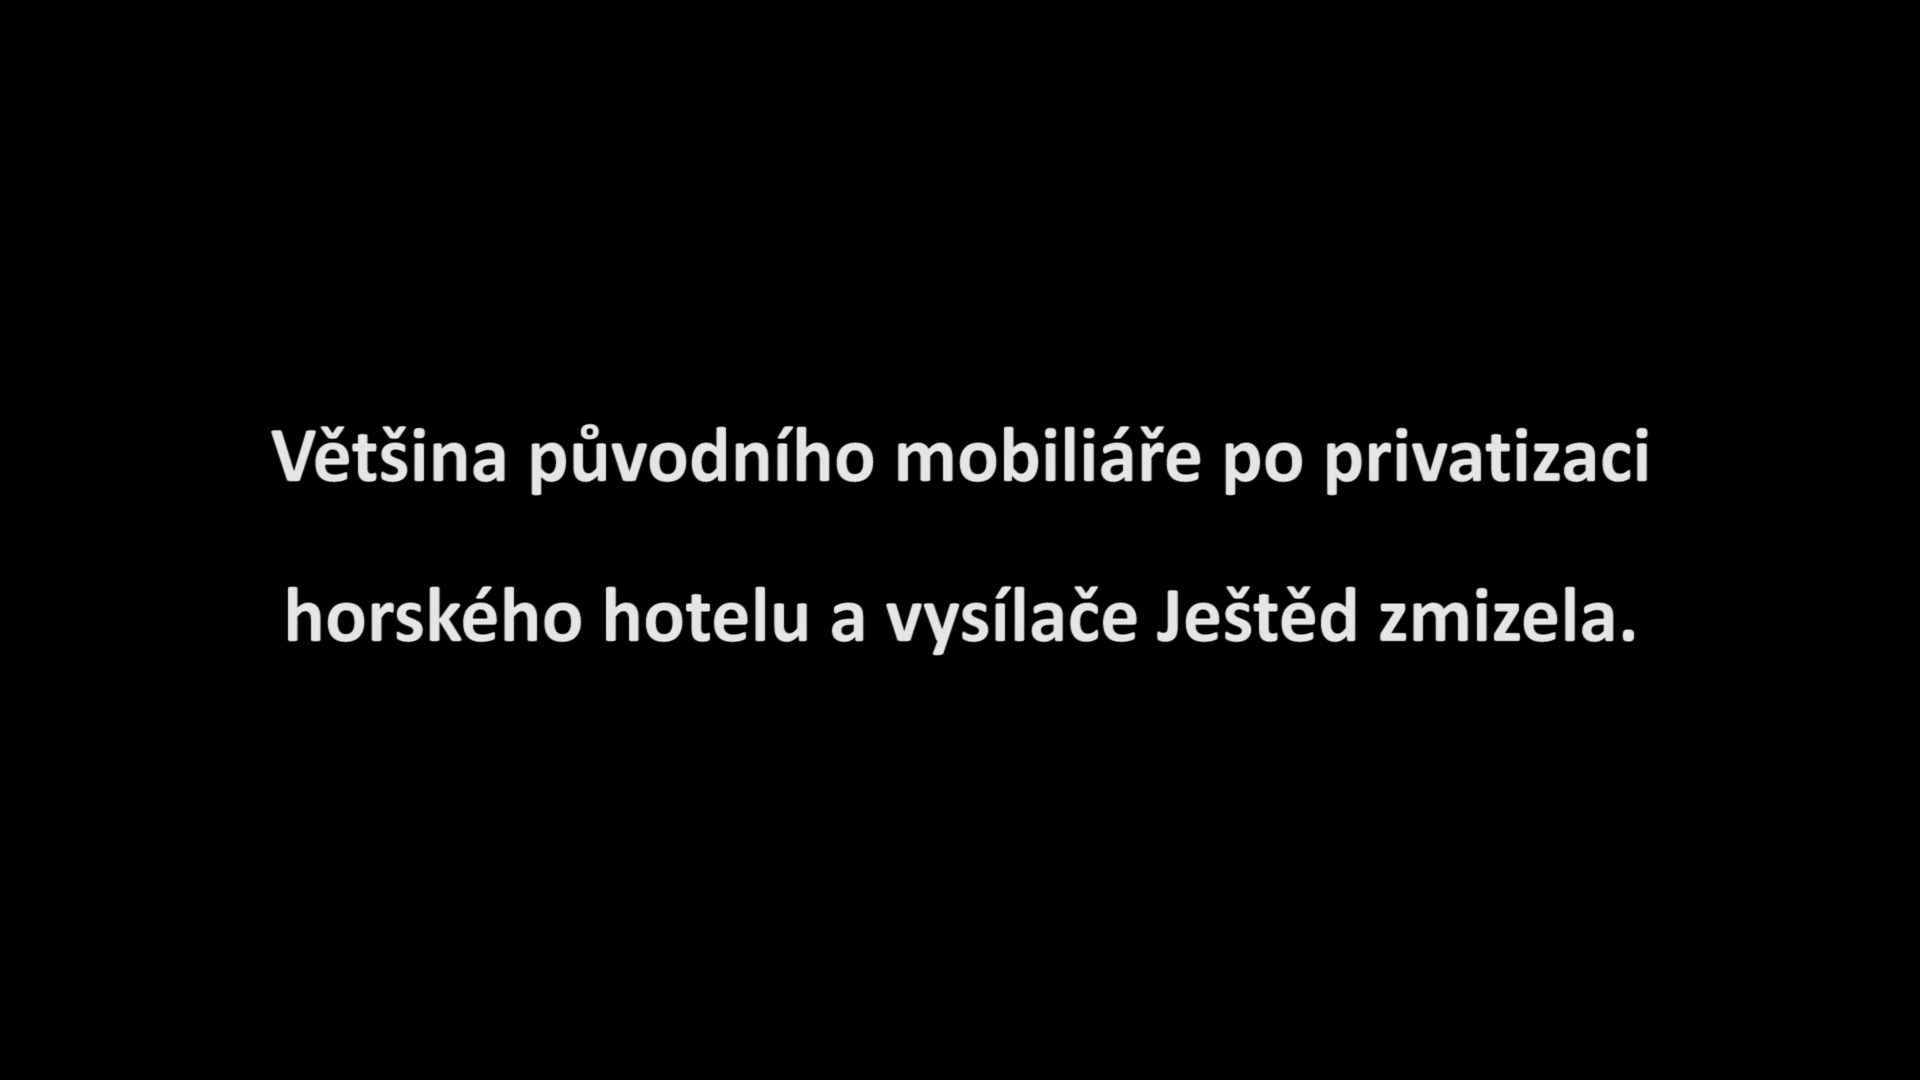 Většina původního mobiliáře po privatizaci
horského hotelu a vysílače Ještěd zmizela.